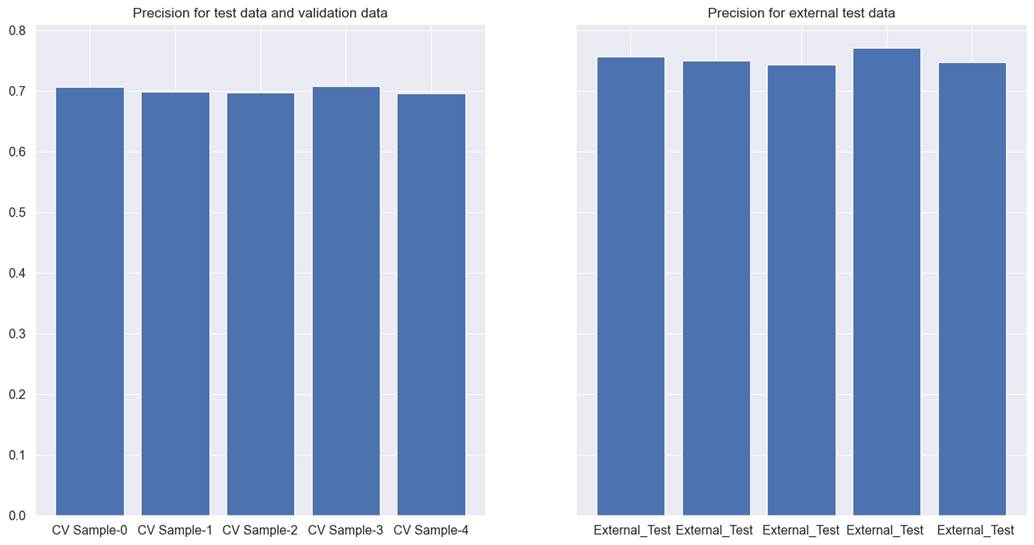 Precision for test data and validation data
0.8
0.7
0.6
0.5
0.4
0.3
0.2
0.1
0.0
CV Sample-0 CV Sample-1 CV Sample-2 CV Sample-3 CV Sample-4
Precision for external test data
External_Test External_Test External_Test External_Test External_Test